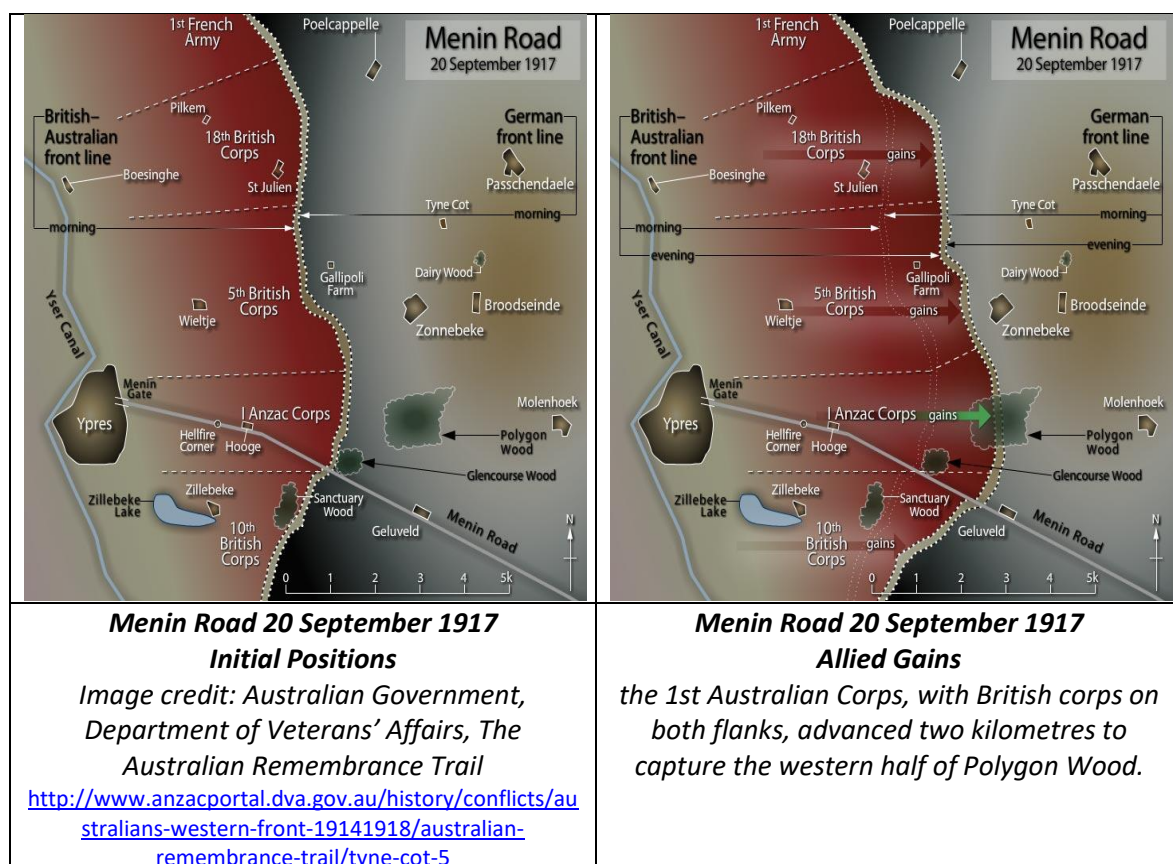 1st French
Army
Poelcappelle
Menin Road
20 September 1917
Pilkem
British–
Australian
front line
18th British
Corps
German
front line
Boesinghe
St Julien
Passchendaele
Tyne Cot
morning
morning
Gallipoli
Farm
Dairy Wood
5th British
Corps
Broodseinde
Wieltje
Zonnebeke
Yser Canal
Menin
Gate
Ypres
I Anzac Corps
Molenhoek
Hellfire
Corner
Hooge
Polygon
Wood
Glencourse Wood
Zillebeke
Lake
Zillebeke
Sanctuary
Wood
10th
British
Corps
Geluveld
Menin Road
N
0 1 2 3 4 5k
1st French
Army
Poelcappelle
Menin Road
20 September 1917
Pilkem
British–
Australian
front line
18th British
Corps
gains
German
front line
Boesinghe
St Julien
Passchendaele
Tyne Cot
morning
morning
evening
evening
Gallipoli
Farm
Dairy Wood
5th British
Corps
gains
Broodseinde
Wieltje
Zonnebeke
Yser Canal
Menin
Gate
Ypres
I Anzac Corps
gains
Molenhoek
Hellfire
Corner
Hooge
Polygon
Wood
Glencourse Wood
Zillebeke
Lake
Zillebeke
Sanctuary
Wood
10th
British
Corps
gains
Geluveld
Menin Road
N
0 1 2 3 4 5k
Menin Road 20 September 1917
Initial Positions
Image credit: Australian Government,
Department of Veterans’ Affairs, The
Australian Remembrance Trail
http://www.anzacportal.dva.gov.au/history/conflicts/au
stralians-western-front-19141918/australian-
remembrance-trail/tyne-cot-5
Menin Road 20 September 1917
Allied Gains
the 1st Australian Corps, with British corps on
both flanks, advanced two kilometres to
capture the western half of Polygon Wood.